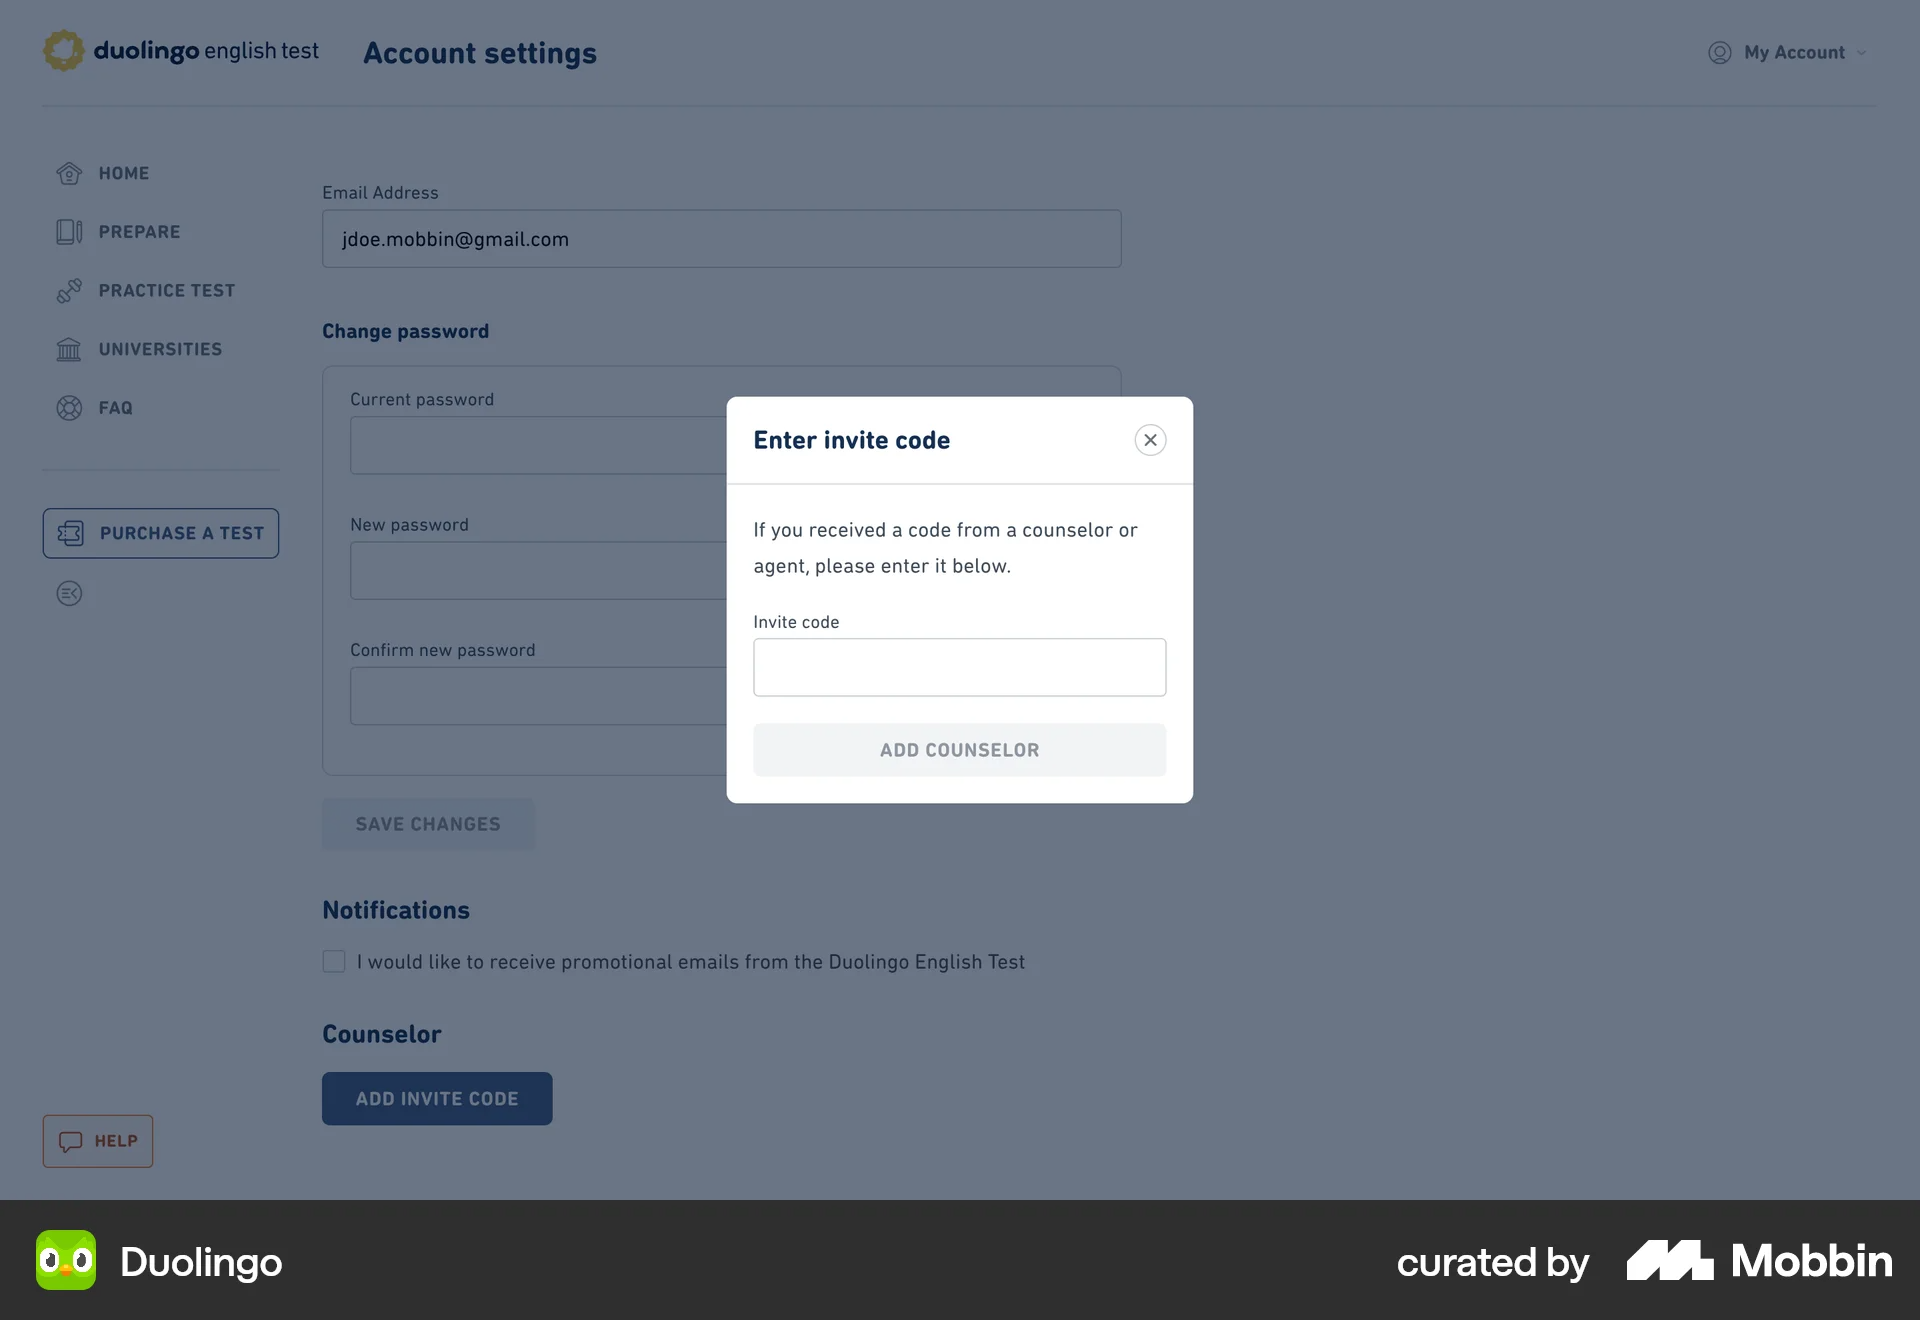 duolingo english test
Account settings
My Account
HOME
PREPARE
PRACTICE TEST
UNIVERSITIES
FAQ
PURCHASE A TEST
HELP
Email Address
jdoe.mobbin@gmail.com
Change password
Current password
New password
Confirm new password
SAVE CHANGES
Notifications
I would like to receive promotional emails from the Duolingo English Test
Counselor
ADD INVITE CODE
Enter invite code
If you received a code from a counselor or
agent, please enter it below.
Invite code
ADD COUNSELOR
Duolingo
curated by
Mobbin